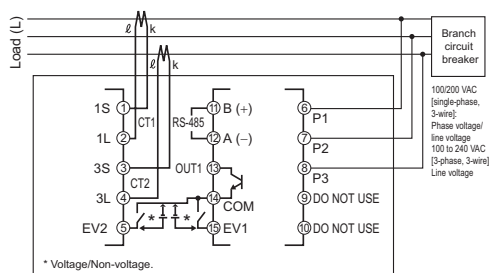 Load (L)
ℓ k
ℓ k
Branch
circuit
breaker
100/200 VAC
[single-phase,
3-wire]:
Phase voltage/
line voltage
100 to 240 VAC
[3-phase, 3-wire]
Line voltage
1S 1
1L 2
3S 3
3L 4
EV2 5
CT1
CT2
RS-485
11 B (+)
12 A (−)
OUT1 13
14 COM
15 EV1
* *
6 P1
7 P2
8 P3
9 DO NOT USE
10 DO NOT USE
* Voltage/Non-voltage.